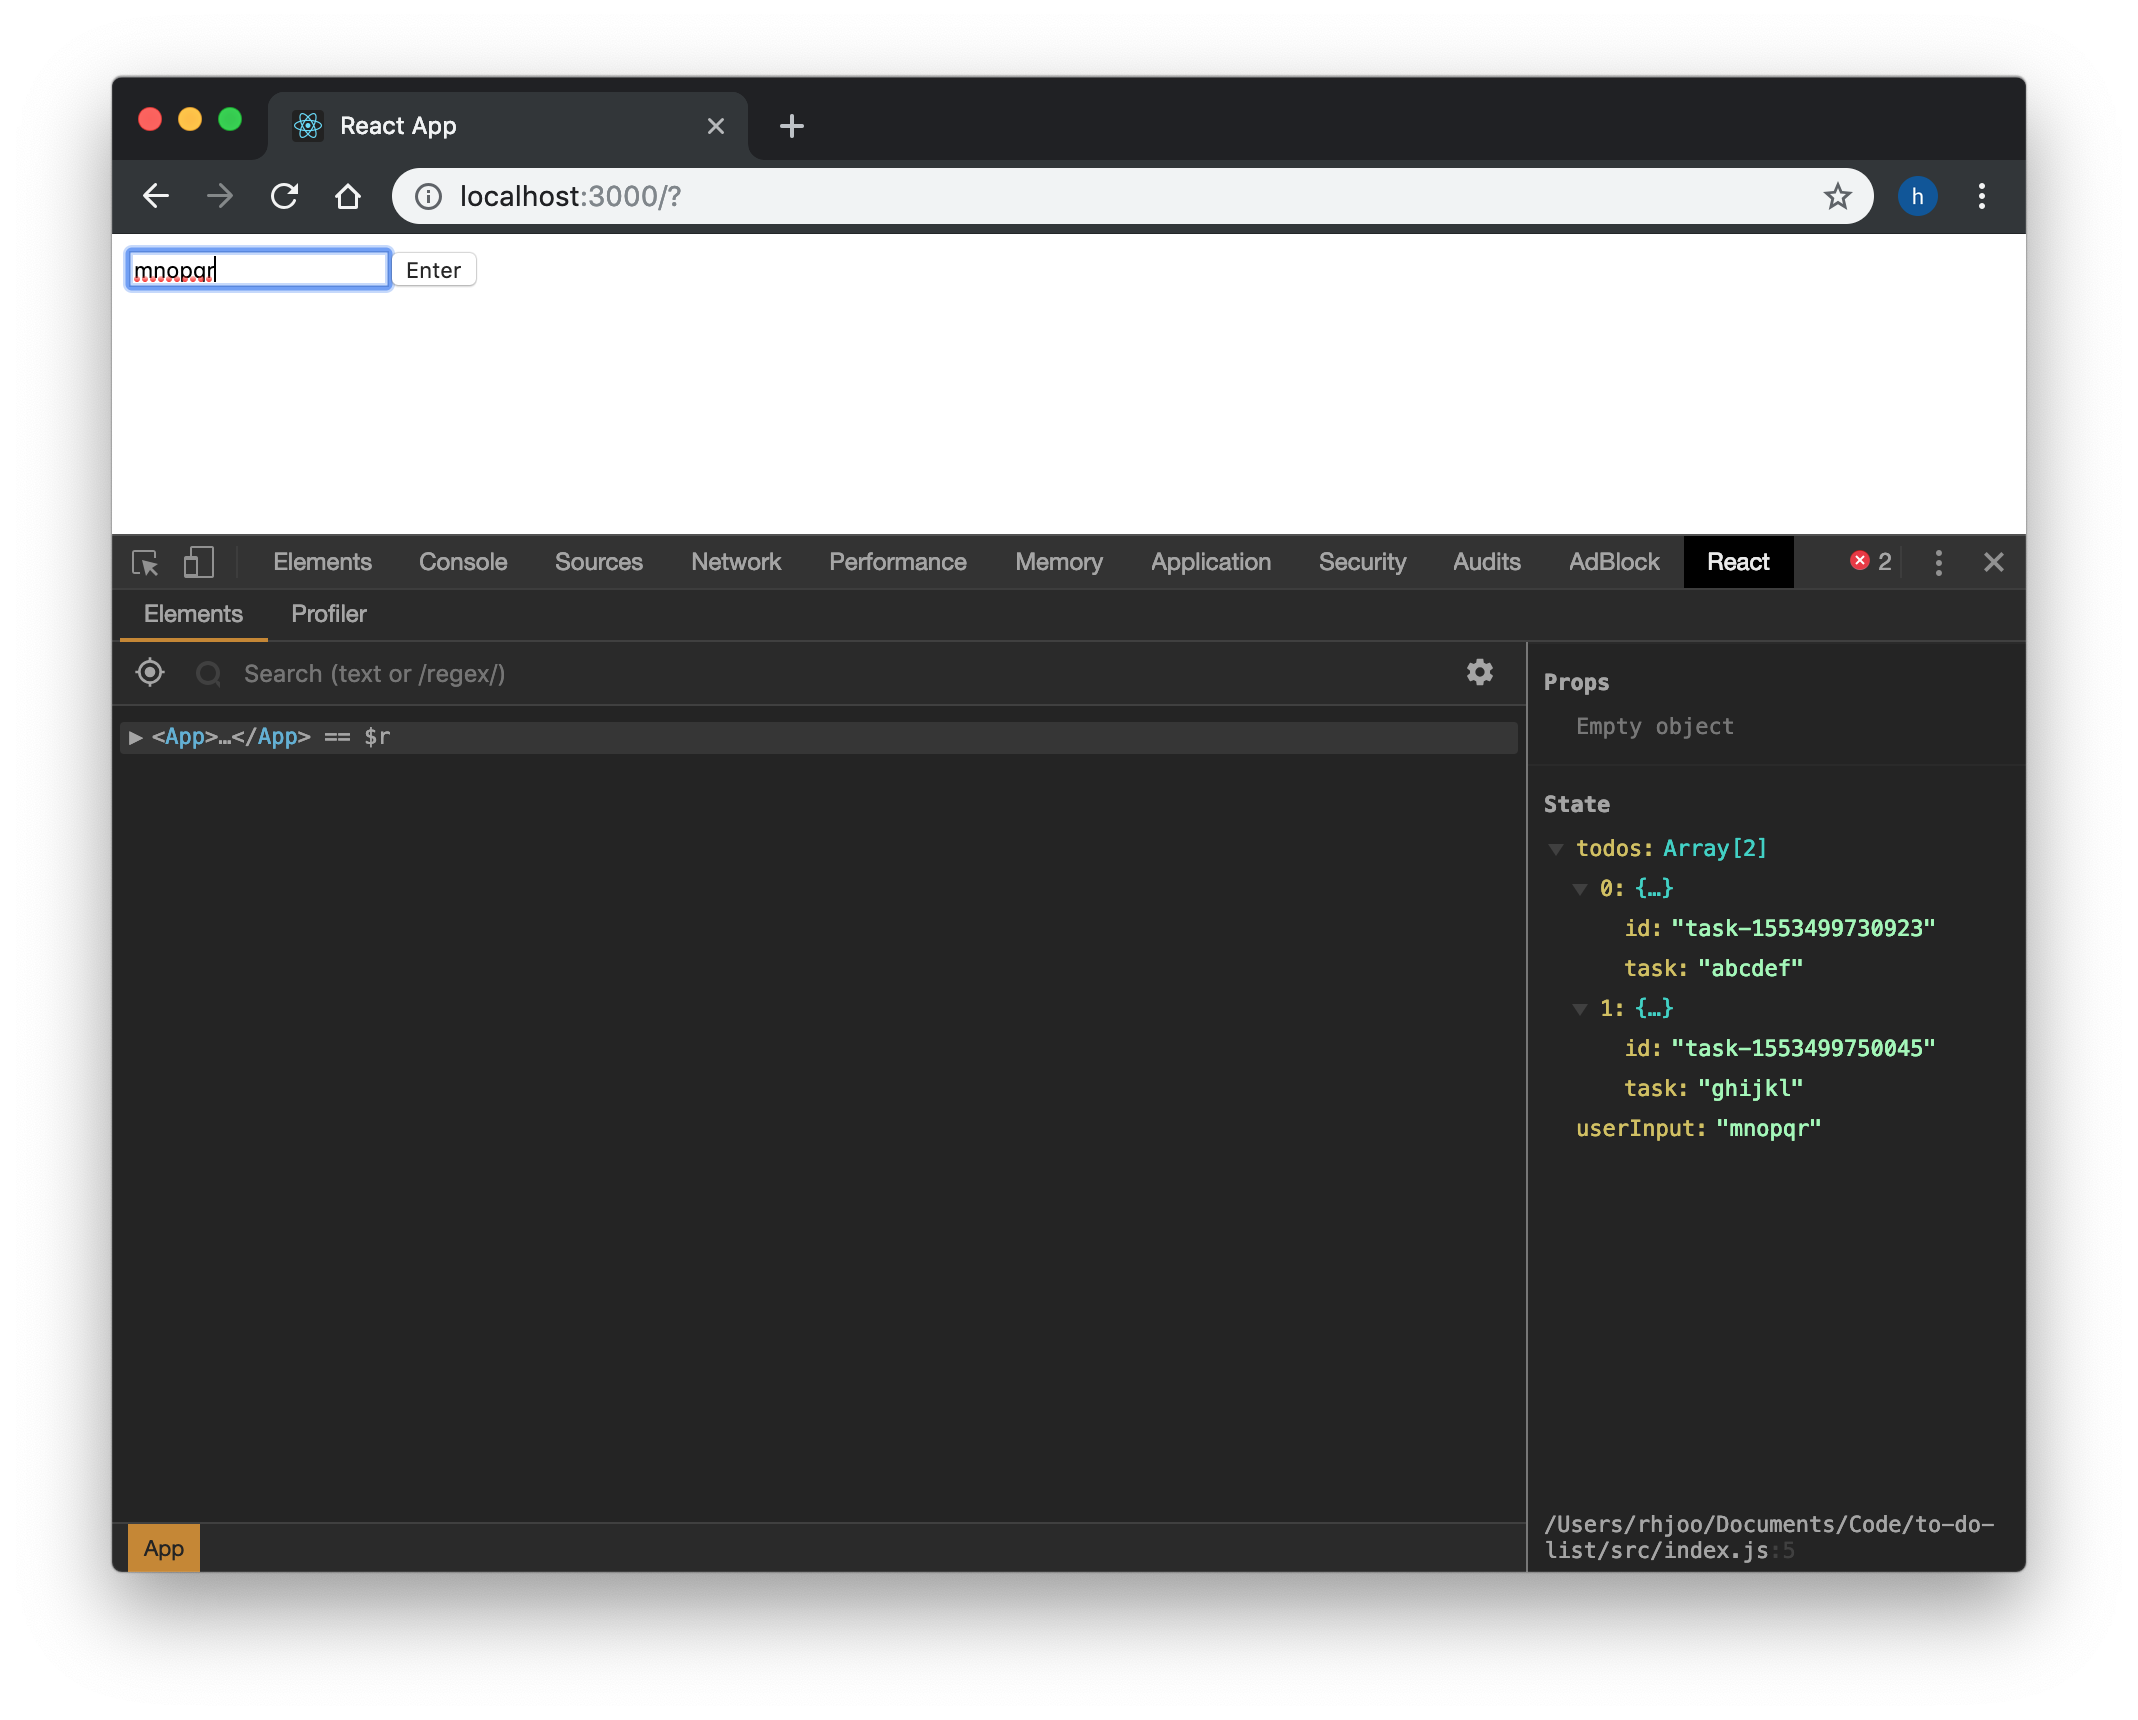 React App
localhost:3000/?
h
mnopqr
Enter
Elements Console Sources Network Performance Memory Application Security Audits AdBlock React 2
Elements Profiler
Search (text or /regex/)
▶ <App>…</App> == $r
Props
Empty object
State
todos: Array[2]
0: {…}
id: "task-1553499730923"
task: "abcdef"
1: {…}
id: "task-1553499750045"
task: "ghijkl"
userInput: "mnopqr"
/Users/rhjoo/Documents/Code/to-do-
list/src/index.js:5
App